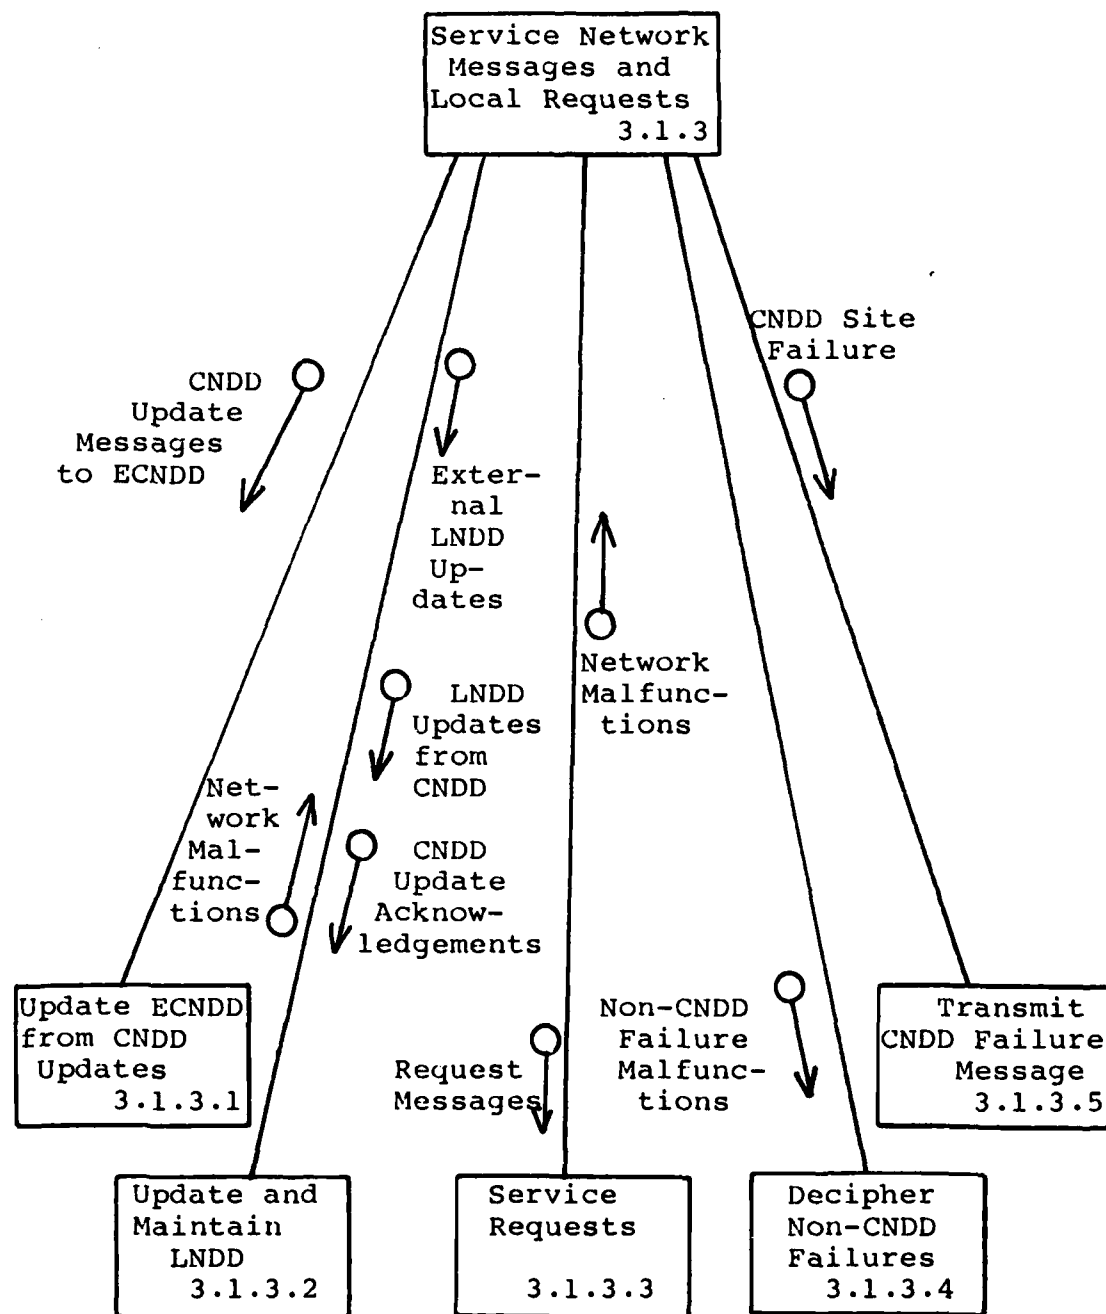 Service Network
Messages and
Local Requests
3.1.3
CNDD Site
Failure
CNDD
Update
Messages
to ECNDD
Exter-
nal
LNDD
Up-
dates
Network
Malfunc-
tions
LNDD
Updates
from
CNDD
Net-
work
Mal-
func-
tions
CNDD
Update
Acknow-
ledgements
Request
Messages
Non-CNDD
Failure
Malfunc-
tions
Update ECNDD
from CNDD
Updates
3.1.3.1
Transmit
CNDD Failure
Message
3.1.3.5
Update and
Maintain
LNDD
3.1.3.2
Service
Requests
3.1.3.3
Decipher
Non-CNDD
Failures
3.1.3.4